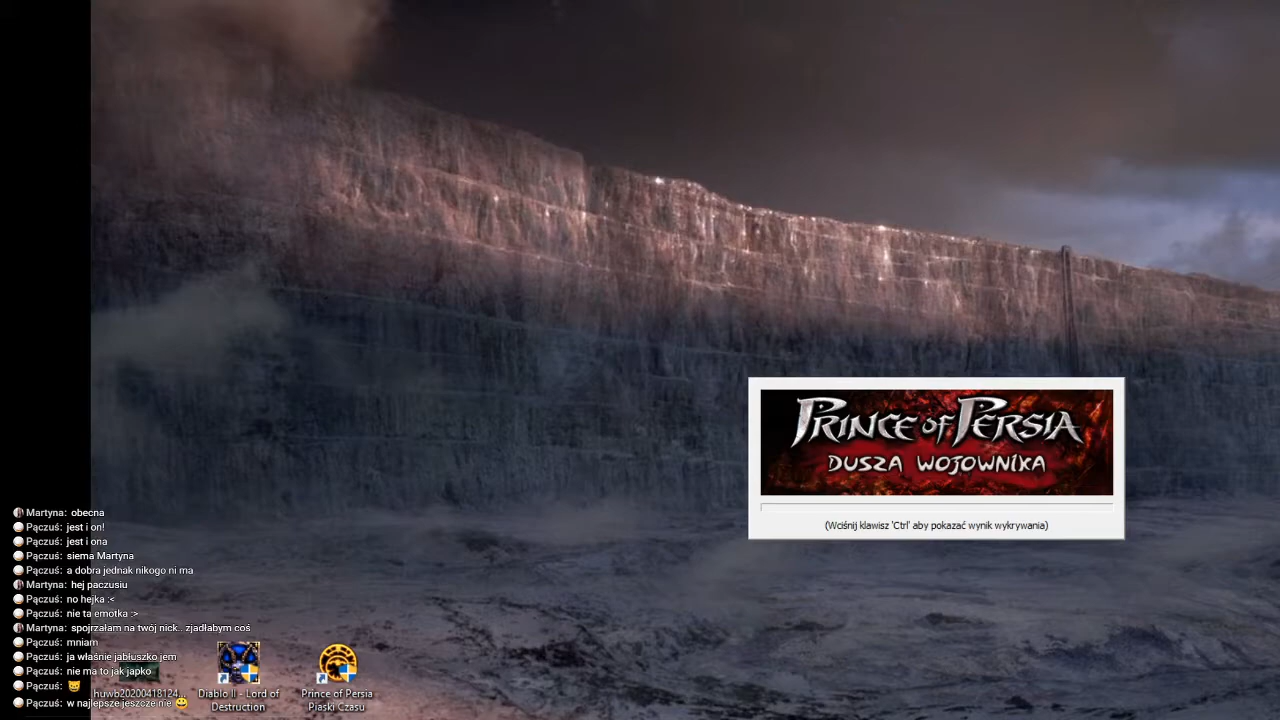 PRINCE OF PERSIA
DUSZA WOJOWNIKA
(Wciśnij klawisz 'Ctrl' aby pokazać wynik wykrywania)
Martyna: obecna
Pączuś: jest i on!
Pączuś: jest i ona
Pączuś: siema Martyna
Pączuś: a dobra jednak nikogo ni ma
Martyna: hej paczusiu
Pączuś: no hejka :<
Pączuś: nie ta emotka :>
Martyna: spojrzałam na twój nick.. zjadłabym coś
Pączuś: mniam
Pączuś: ja właśnie jabłuszko jem
Pączuś: nie ma to jak japko
Pączuś: 😺
Pączuś: w najlepsze jeszcze nie 😀
huwb20200418124...
Diablo II - Lord of
Destruction
Prince of Persia
Piaski Czasu